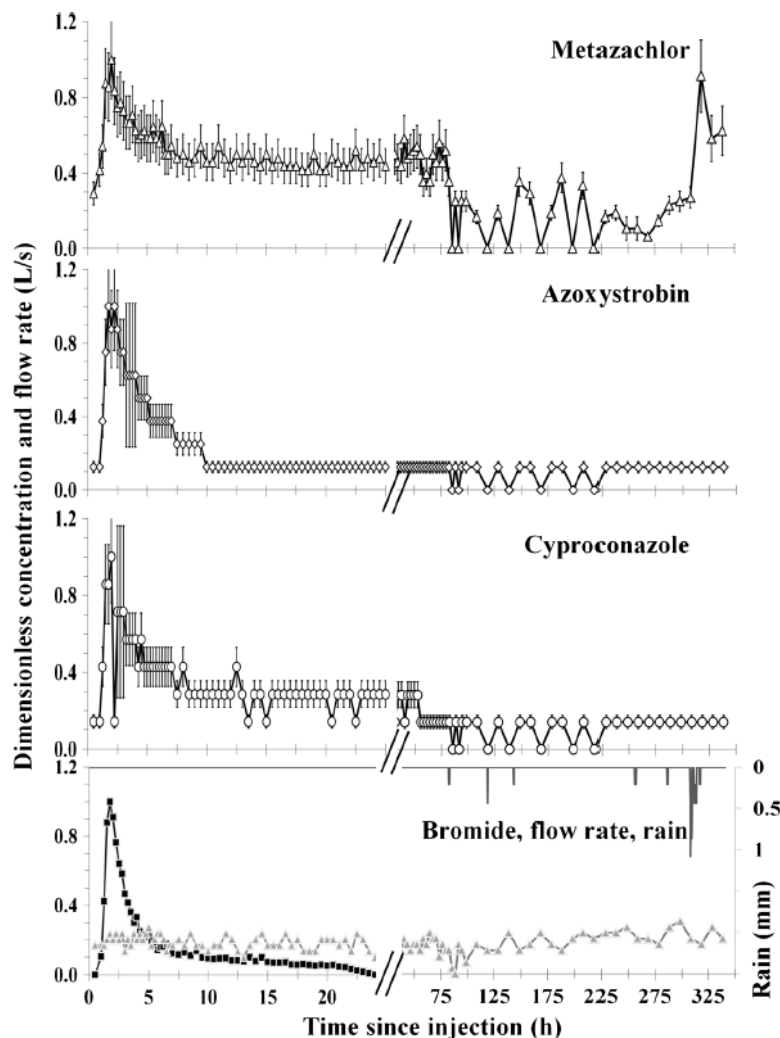 1.2
Metazachlor
0.8
0.4
0.0
1.2
Azoxystrobin
0.8
0.4
0.0
1.2
Cyproconazole
0.8
0.4
0.0
1.2
0
0.8
Bromide, flow rate, rain
0.5
1
0.4
0.0
0 5 10 15 20 75 125 175 225 275 325
Time since injection (h)
Dimensionless concentration and flow rate (L/s)
Rain (mm)